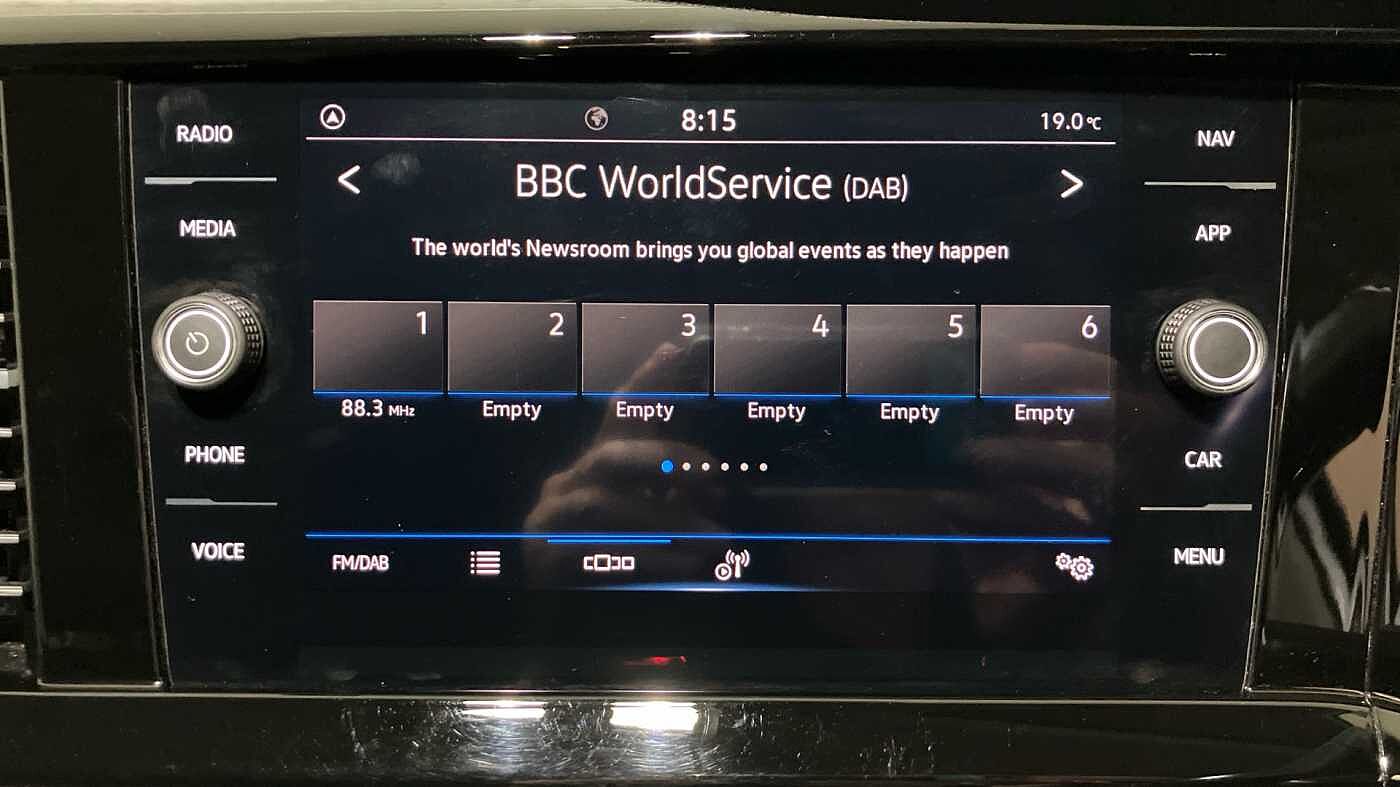 RADIO
MEDIA
PHONE
VOICE
8:15
19.0°C
< BBC WorldService (DAB) >
The world's Newsroom brings you global events as they happen
1 2 3 4 5 6
88.3 MHz Empty Empty Empty Empty Empty
FM/DAB
NAV
APP
CAR
MENU